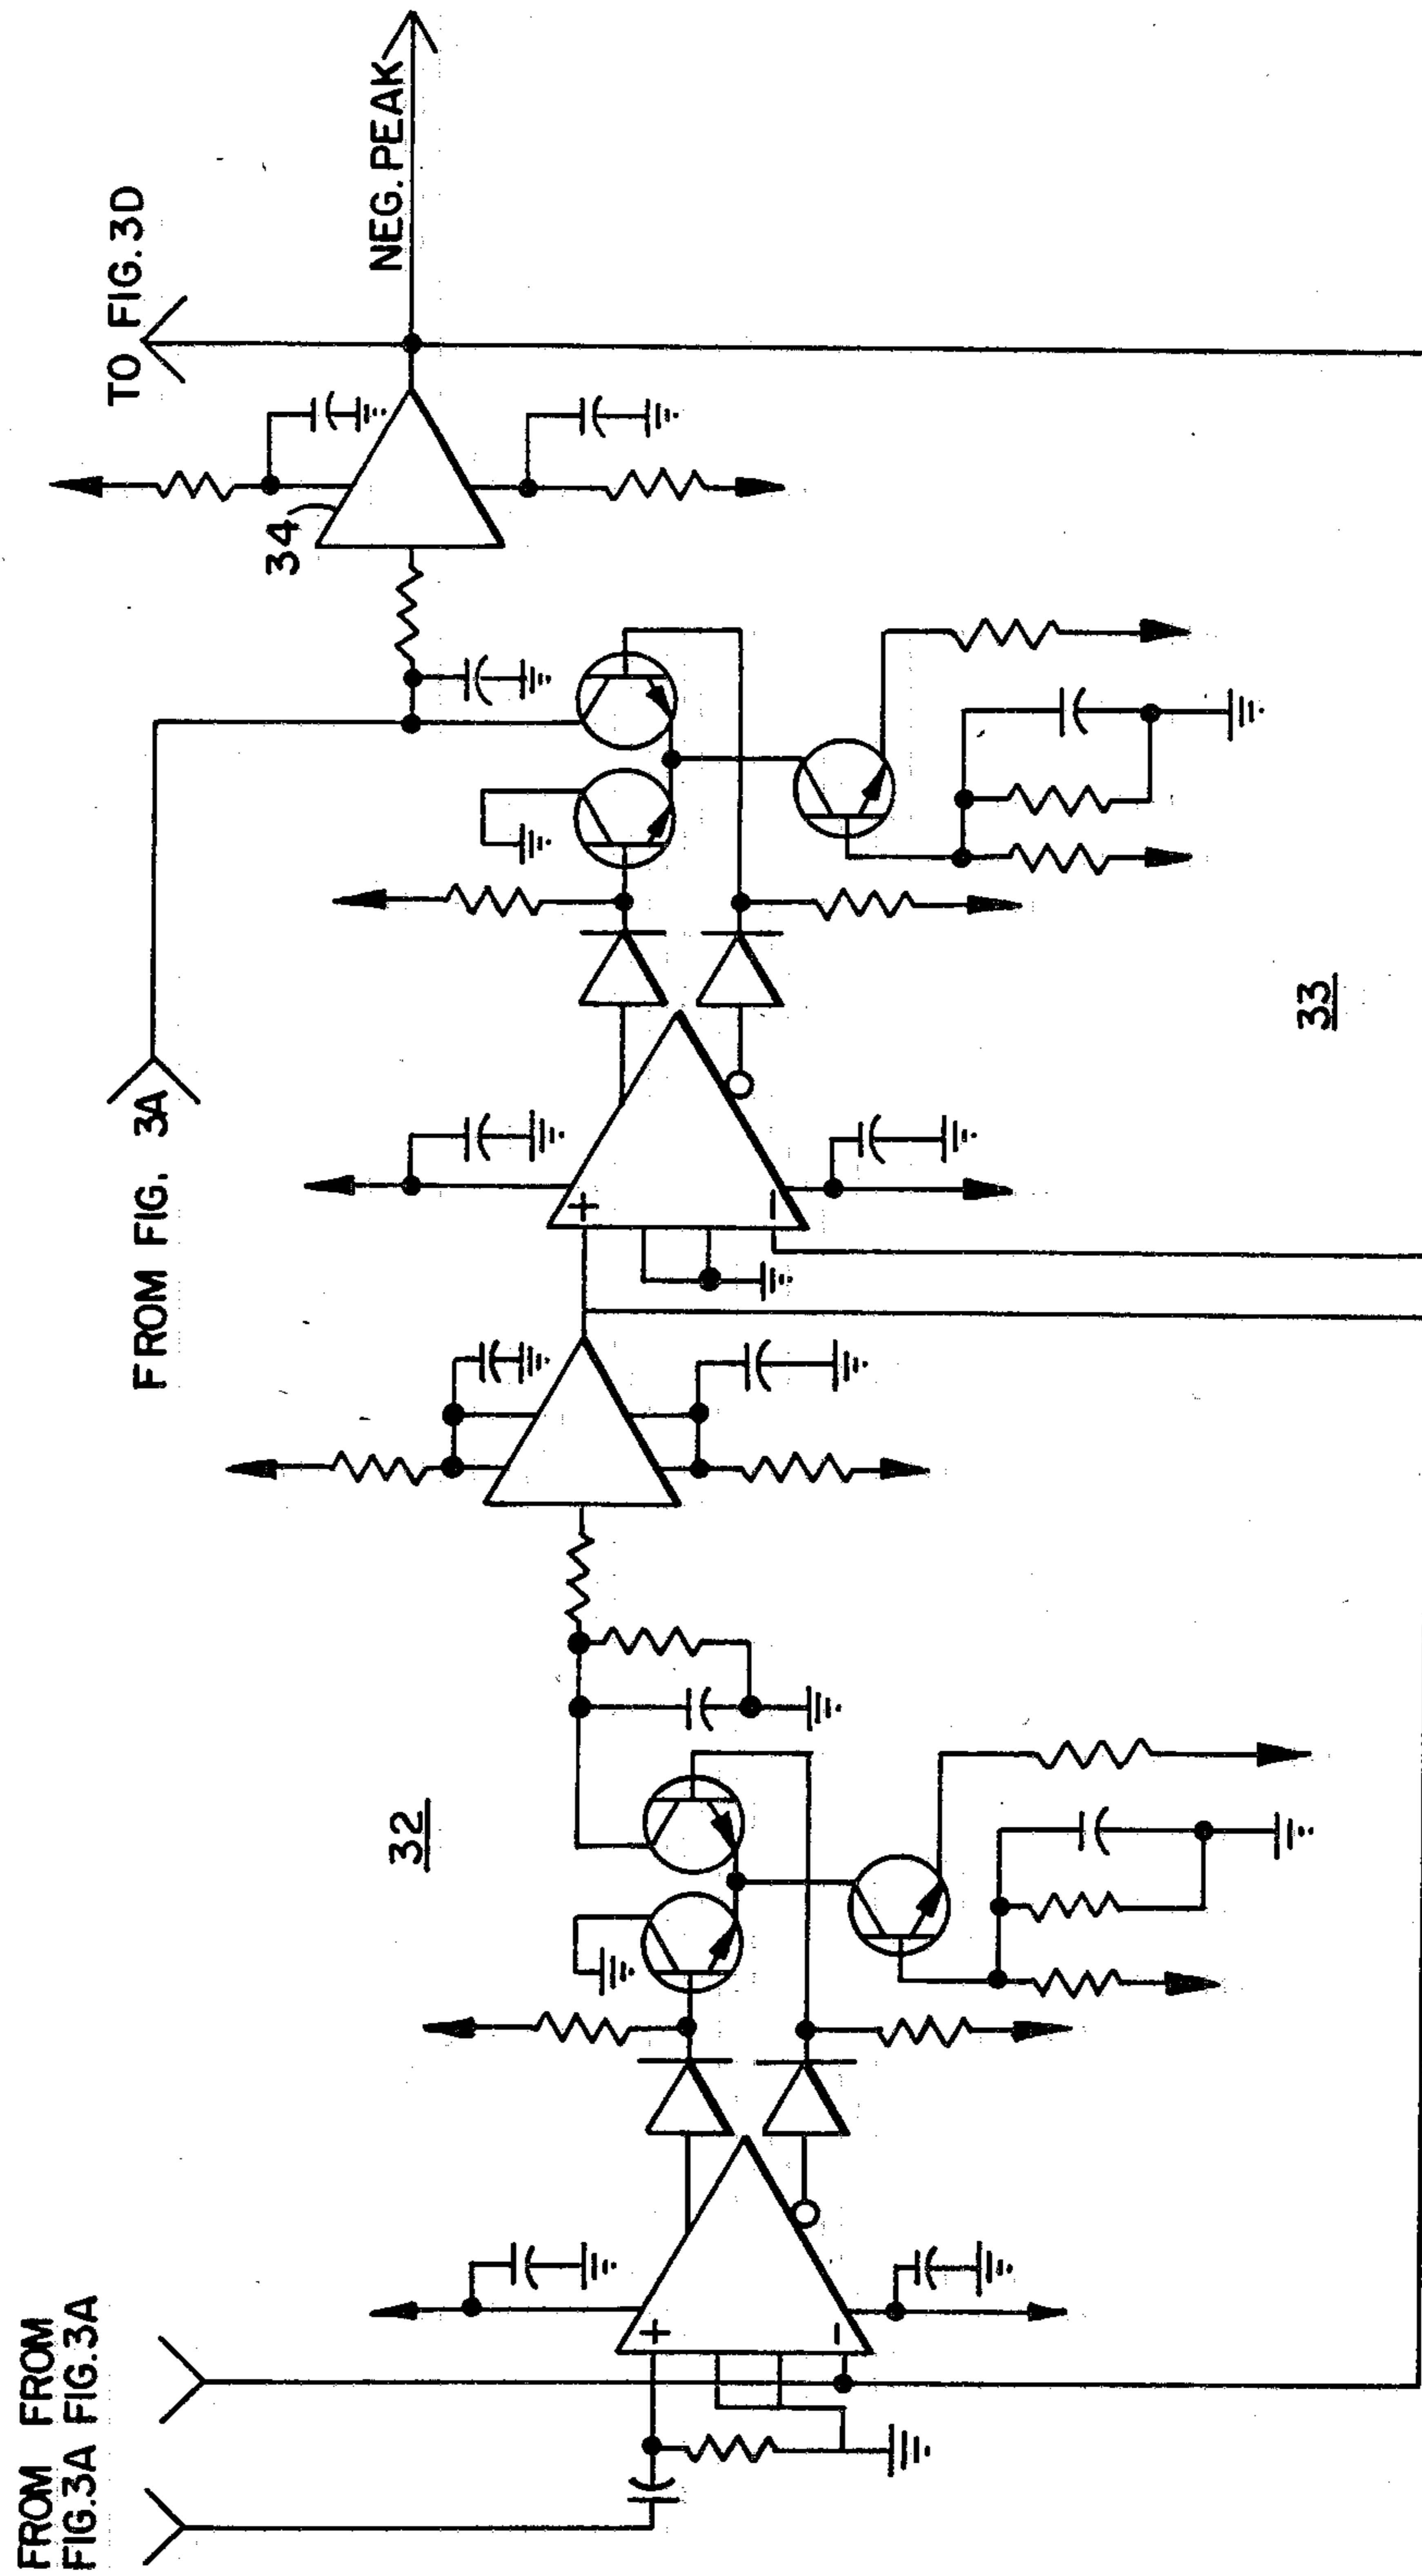 FROM FROM
FIG.3A FIG.3A
32
+
−
FROM FIG. 3A
33
+
−
34
TO FIG. 3D
NEG. PEAK